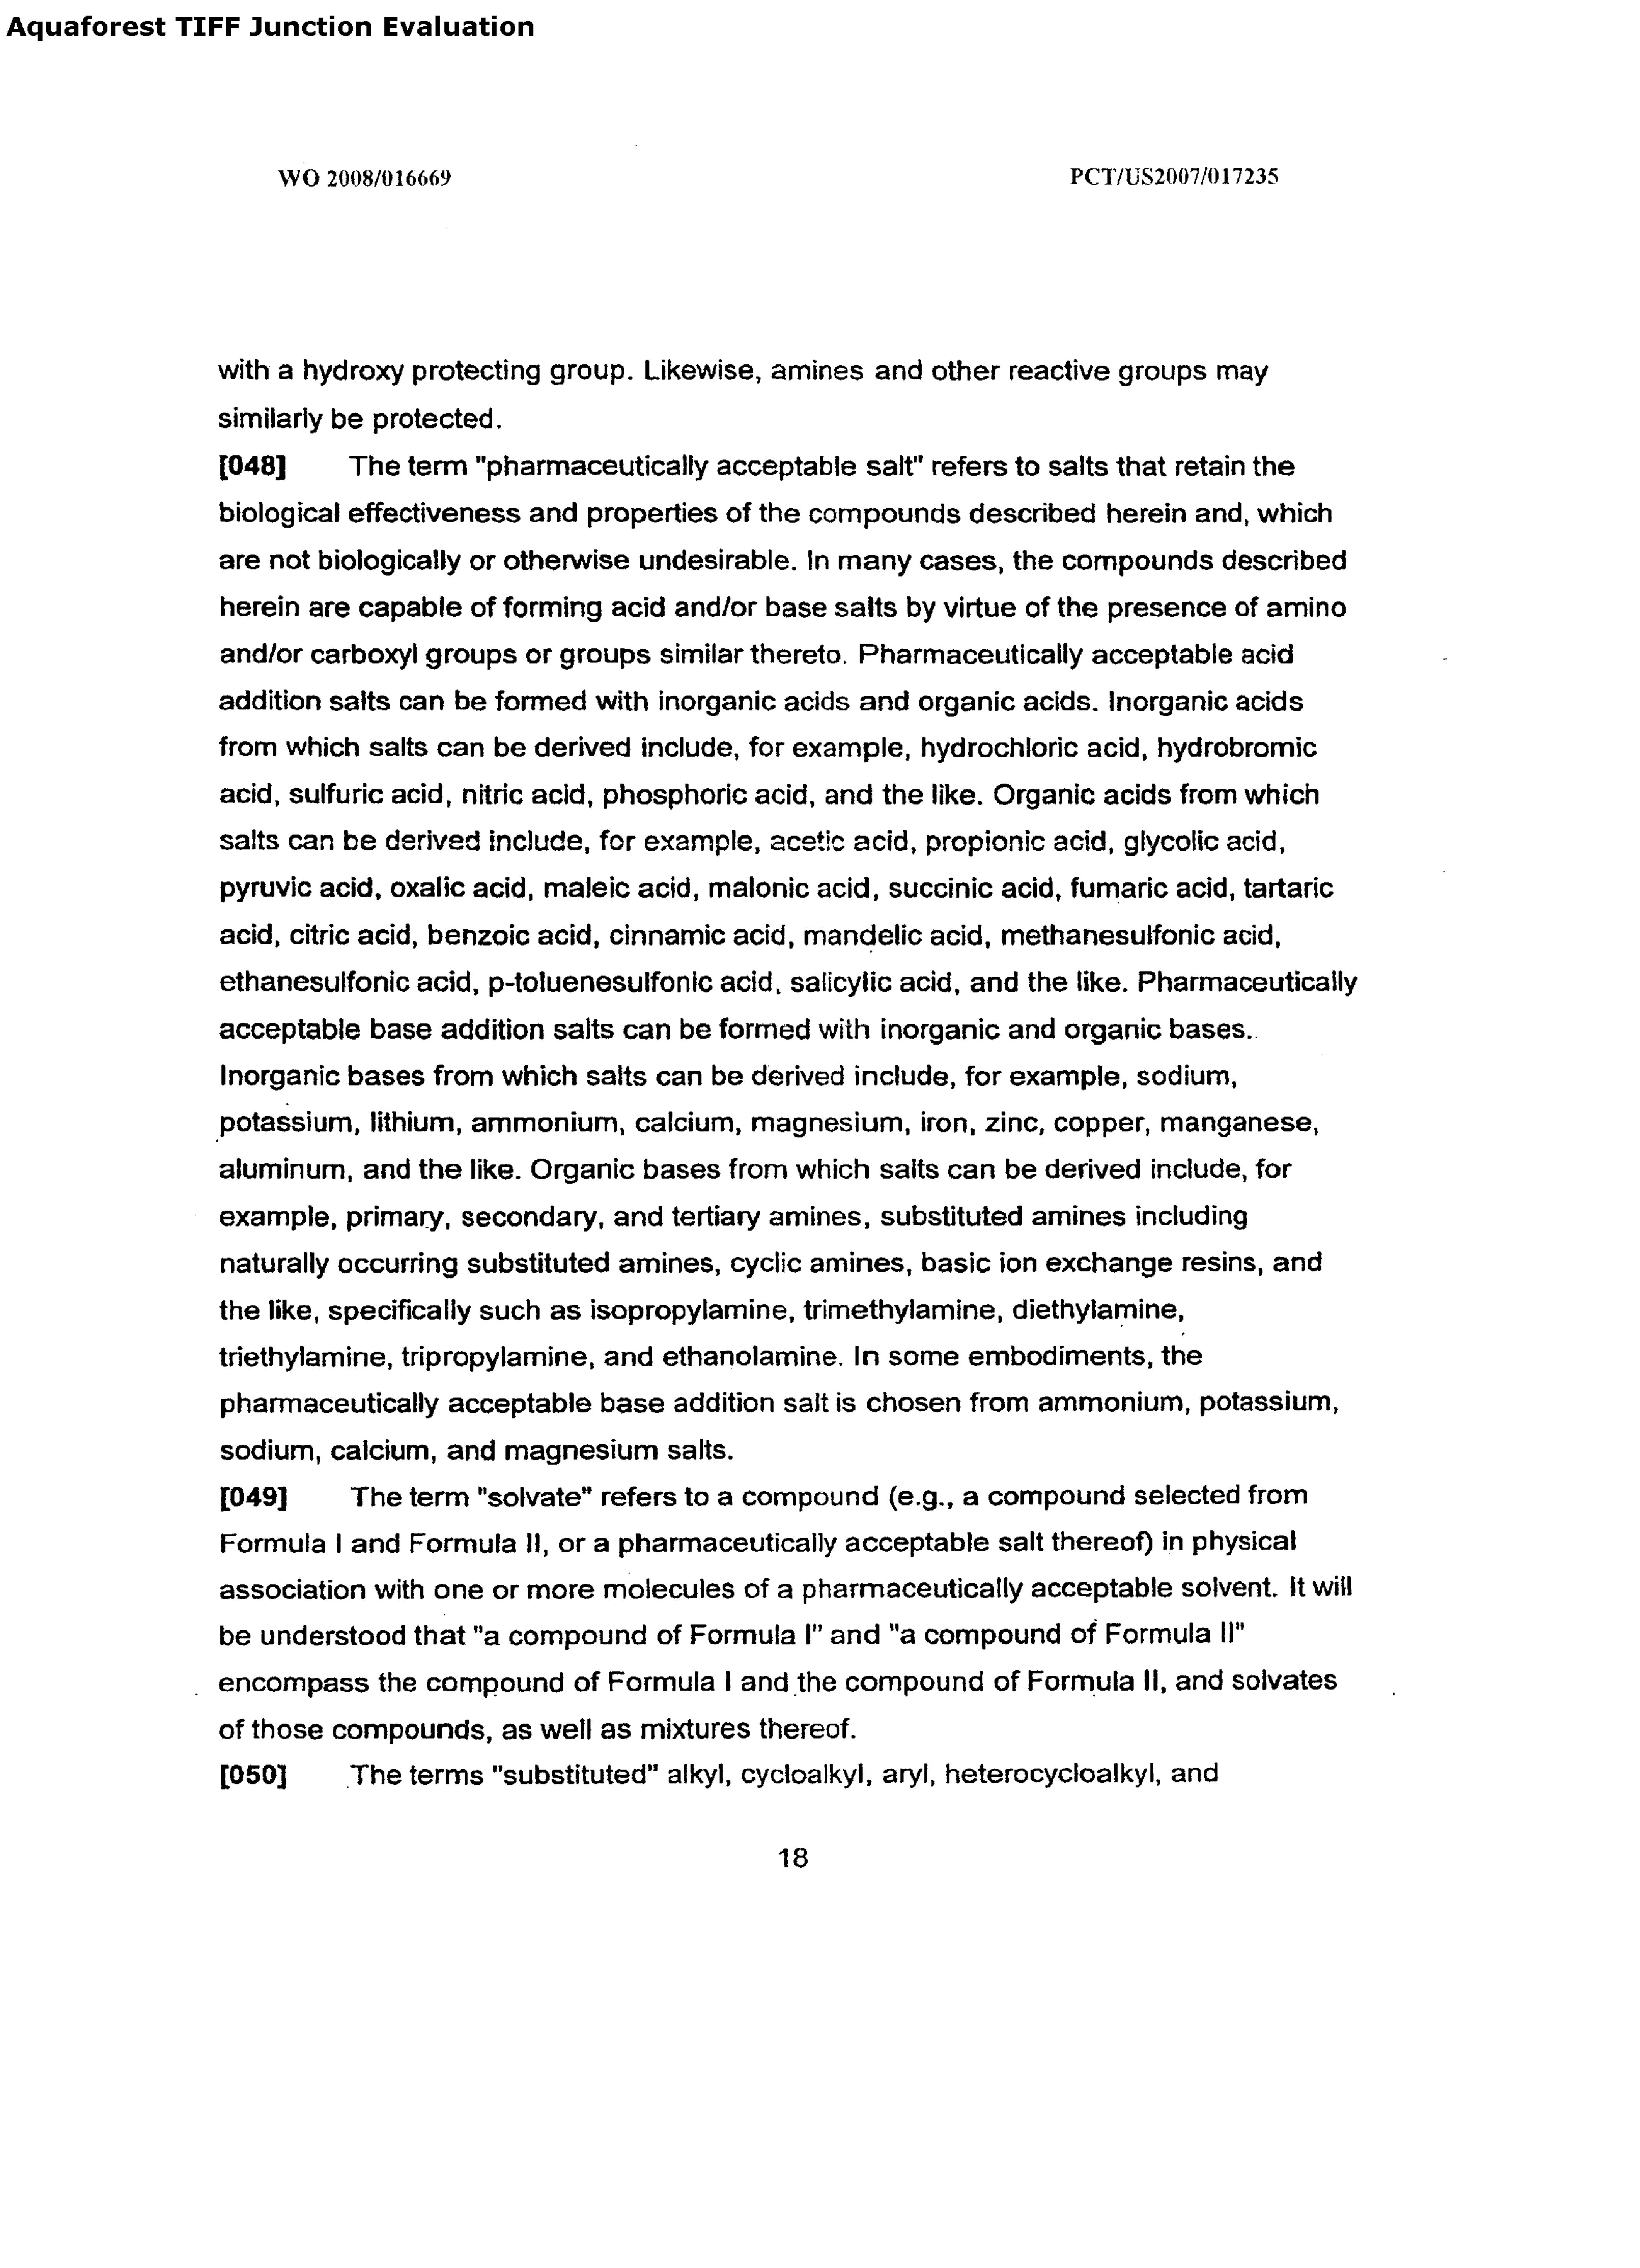 Aquaforest TIFF Junction Evaluation
WO 2008/016669 PCT/US2007/017235
with a hydroxy protecting group. Likewise, amines and other reactive groups may
similarly be protected.
[048] The term "pharmaceutically acceptable salt" refers to salts that retain the
biological effectiveness and properties of the compounds described herein and, which
are not biologically or otherwise undesirable. In many cases, the compounds described
herein are capable of forming acid and/or base salts by virtue of the presence of amino
and/or carboxyl groups or groups similar thereto. Pharmaceutically acceptable acid
addition salts can be formed with inorganic acids and organic acids. Inorganic acids
from which salts can be derived include, for example, hydrochloric acid, hydrobromic
acid, sulfuric acid, nitric acid, phosphoric acid, and the like. Organic acids from which
salts can be derived include, for example, acetic acid, propionic acid, glycolic acid,
pyruvic acid, oxalic acid, maleic acid, malonic acid, succinic acid, fumaric acid, tartaric
acid, citric acid, benzoic acid, cinnamic acid, mandelic acid, methanesulfonic acid,
ethanesulfonic acid, p-toluenesulfonic acid, salicylic acid, and the like. Pharmaceutically
acceptable base addition salts can be formed with inorganic and organic bases.
Inorganic bases from which salts can be derived include, for example, sodium,
potassium, lithium, ammonium, calcium, magnesium, iron, zinc, copper, manganese,
aluminum, and the like. Organic bases from which salts can be derived include, for
example, primary, secondary, and tertiary amines, substituted amines including
naturally occurring substituted amines, cyclic amines, basic ion exchange resins, and
the like, specifically such as isopropylamine, trimethylamine, diethylamine,
triethylamine, tripropylamine, and ethanolamine. In some embodiments, the
pharmaceutically acceptable base addition salt is chosen from ammonium, potassium,
sodium, calcium, and magnesium salts.
[049] The term "solvate" refers to a compound (e.g., a compound selected from
Formula I and Formula II, or a pharmaceutically acceptable salt thereof) in physical
association with one or more molecules of a pharmaceutically acceptable solvent. It will
be understood that "a compound of Formula I" and "a compound of Formula II"
encompass the compound of Formula I and the compound of Formula II, and solvates
of those compounds, as well as mixtures thereof.
[050] The terms "substituted" alkyl, cycloalkyl, aryl, heterocycloalkyl, and
18